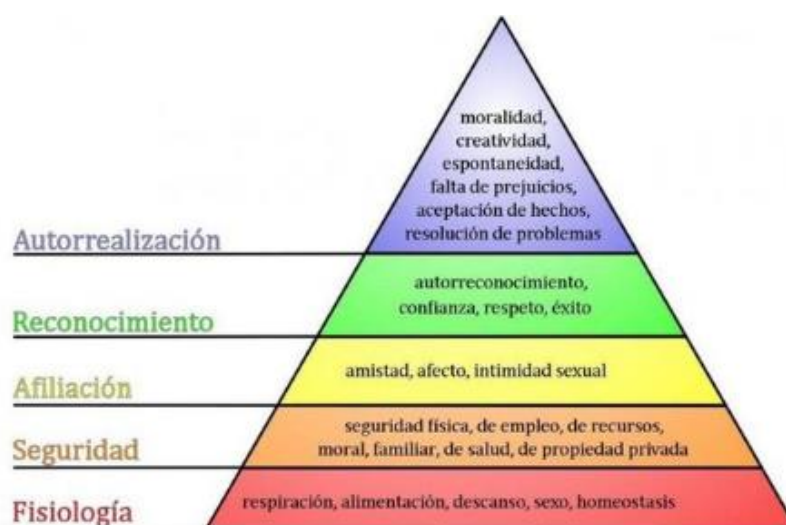 moralidad,
creatividad,
espontaneidad,
falta de prejuicios,
aceptación de hechos,
resolución de problemas
Autorrealización
autorreconocimiento,
confianza, respeto, éxito
Reconocimiento
amistad, afecto, intimidad sexual
Afiliación
seguridad física, de empleo, de recursos,
moral, familiar, de salud, de propiedad privada
Seguridad
respiración, alimentación, descanso, sexo, homeostasis
Fisiología